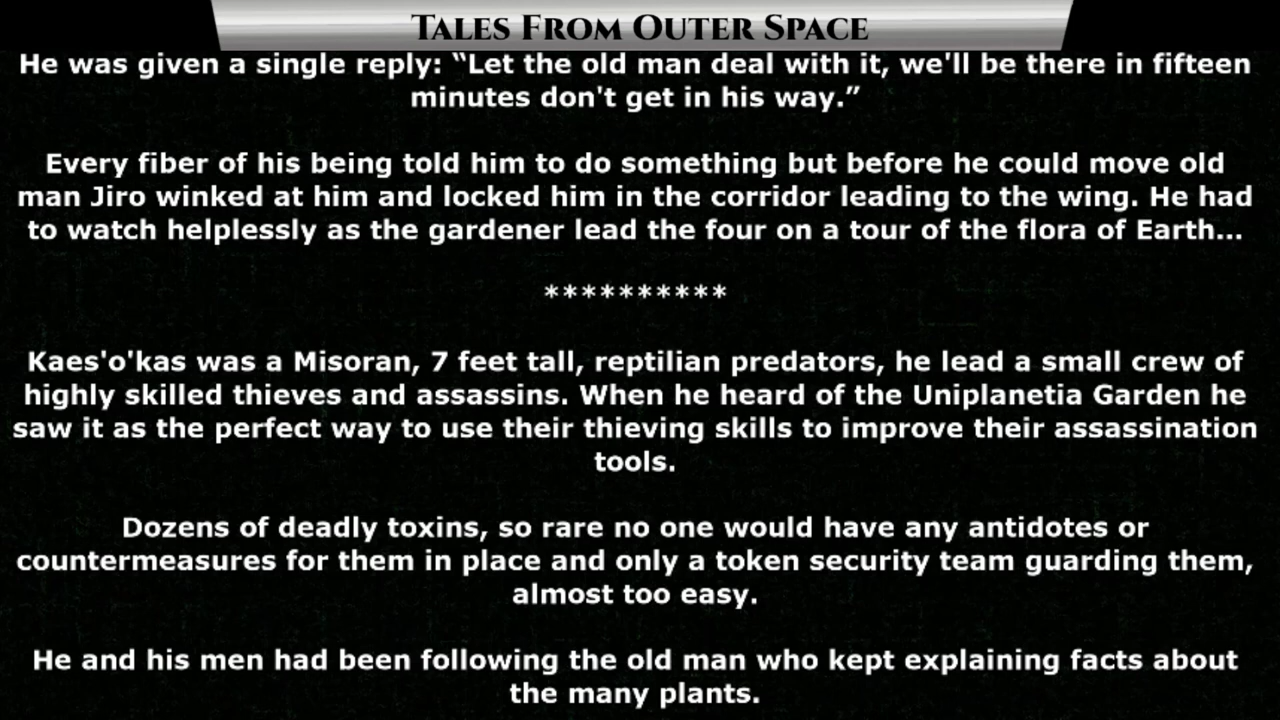 Tales From Outer Space
He was given a single reply: “Let the old man deal with it, we'll be there in fifteen
minutes don't get in his way.”
Every fiber of his being told him to do something but before he could move old
man Jiro winked at him and locked him in the corridor leading to the wing. He had
to watch helplessly as the gardener lead the four on a tour of the flora of Earth...
**********
Kaes'o'kas was a Misoran, 7 feet tall, reptilian predators, he lead a small crew of
highly skilled thieves and assassins. When he heard of the Uniplanetia Garden he
saw it as the perfect way to use their thieving skills to improve their assassination
tools.
Dozens of deadly toxins, so rare no one would have any antidotes or
countermeasures for them in place and only a token security team guarding them,
almost too easy.
He and his men had been following the old man who kept explaining facts about
the many plants.